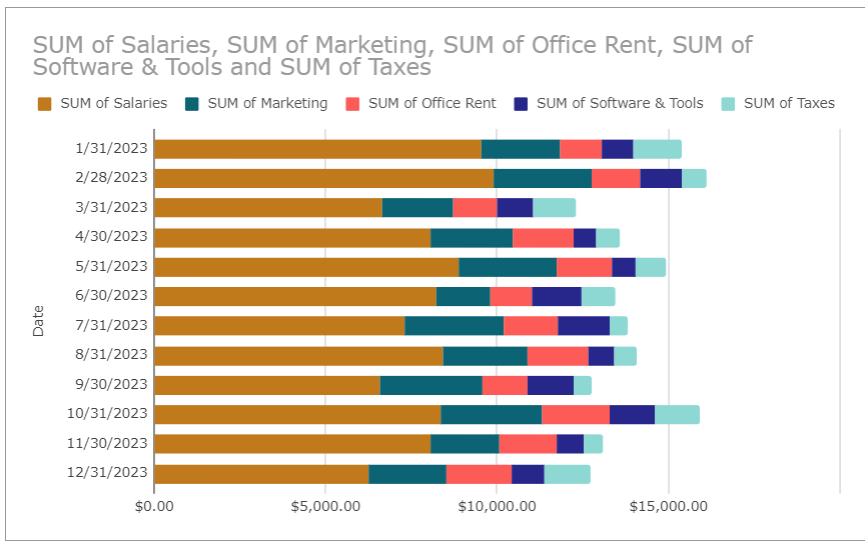 SUM of Salaries, SUM of Marketing, SUM of Office Rent, SUM of
Software & Tools and SUM of Taxes
SUM of Salaries SUM of Marketing SUM of Office Rent SUM of Software & Tools SUM of Taxes
Date
1/31/2023
2/28/2023
3/31/2023
4/30/2023
5/31/2023
6/30/2023
7/31/2023
8/31/2023
9/30/2023
10/31/2023
11/30/2023
12/31/2023
$0.00 $5,000.00 $10,000.00 $15,000.00